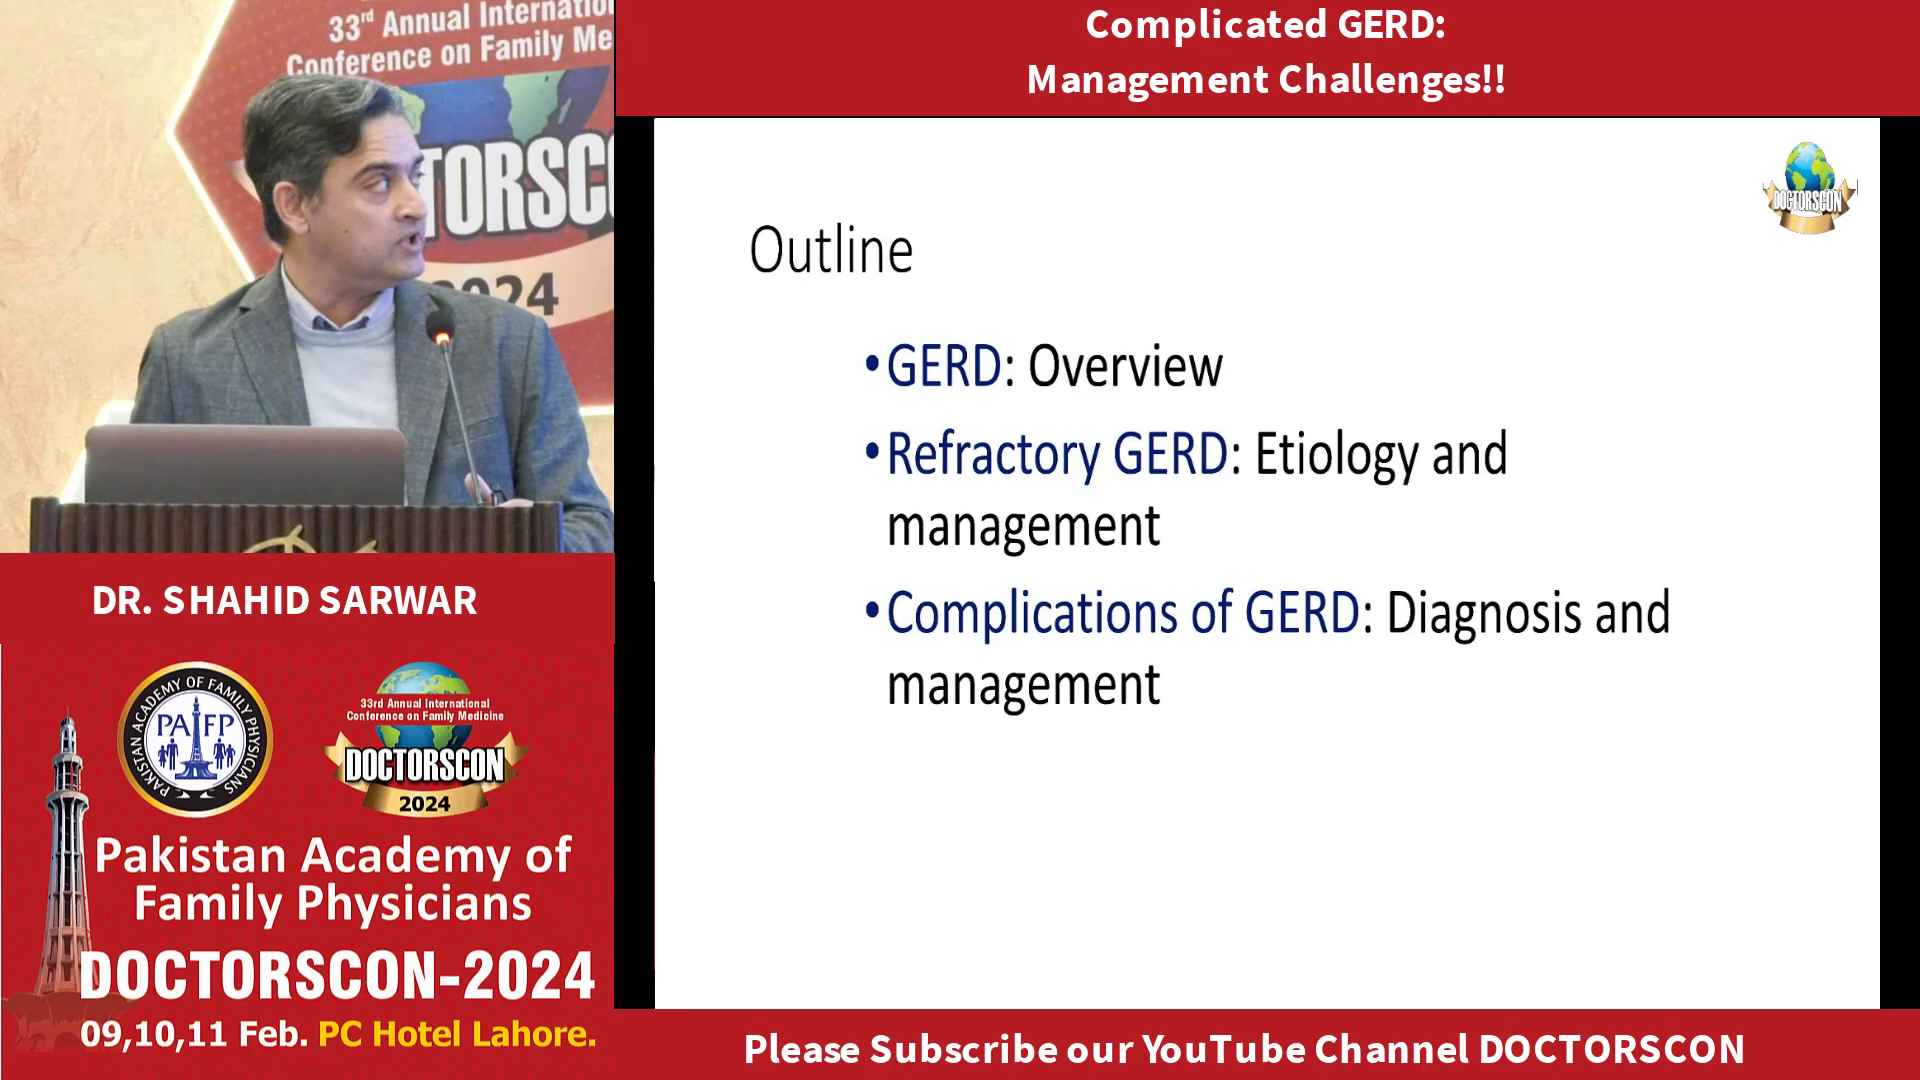 33rd Annual Internatio
Conference on Family Me
TORSC
2024
Complicated GERD:
Management Challenges!!
DOCTORSCON
Outline
•GERD: Overview
•Refractory GERD: Etiology and
management
•Complications of GERD: Diagnosis and
management
DR. SHAHID SARWAR
PAKISTAN ACADEMY OF FAMILY PHYSICIANS
PAFP
33rd Annual International
Conference on Family Medicine
DOCTORSCON
2024
Pakistan Academy of
Family Physicians
DOCTORSCON-2024
09,10,11 Feb. PC Hotel Lahore.
Please Subscribe our YouTube Channel DOCTORSCON